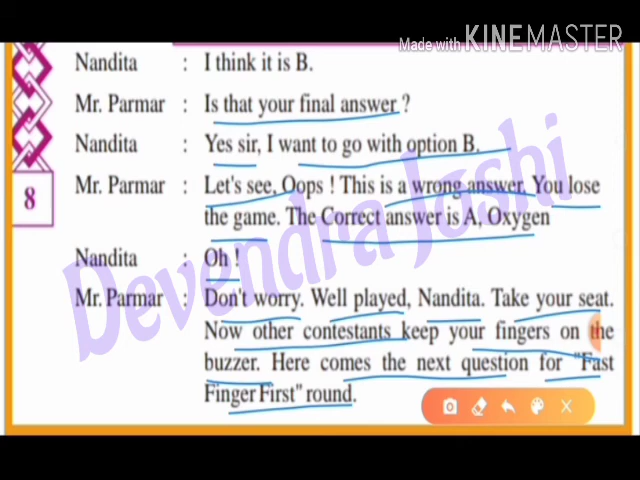 Made with KINEMASTER
Nandita : I think it is B.
Mr. Parmar : Is that your final answer ?
Nandita : Yes sir, I want to go with option B.
Mr. Parmar : Let's see, Oops ! This is a wrong answer. You lose
8
the game. The Correct answer is A, Oxygen
Nandita : Oh !
Mr. Parmar : Don't worry. Well played, Nandita. Take your seat.
Now other contestants keep your fingers on the
buzzer. Here comes the next question for "Fast
Finger First" round.
Devendra Joshi